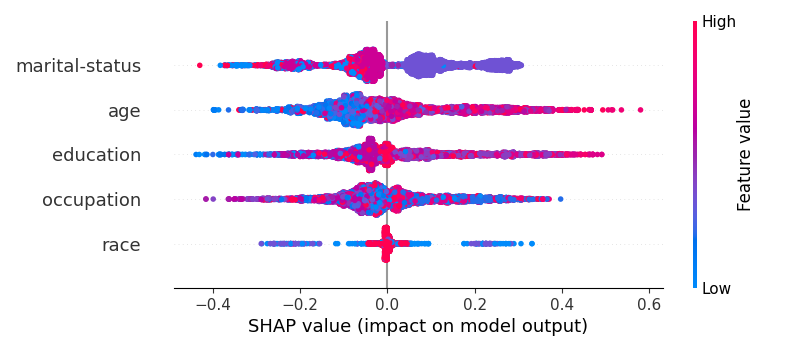 High
marital-status
age
education
occupation
race
Feature value
Low
−0.4 −0.2 0.0 0.2 0.4 0.6
SHAP value (impact on model output)